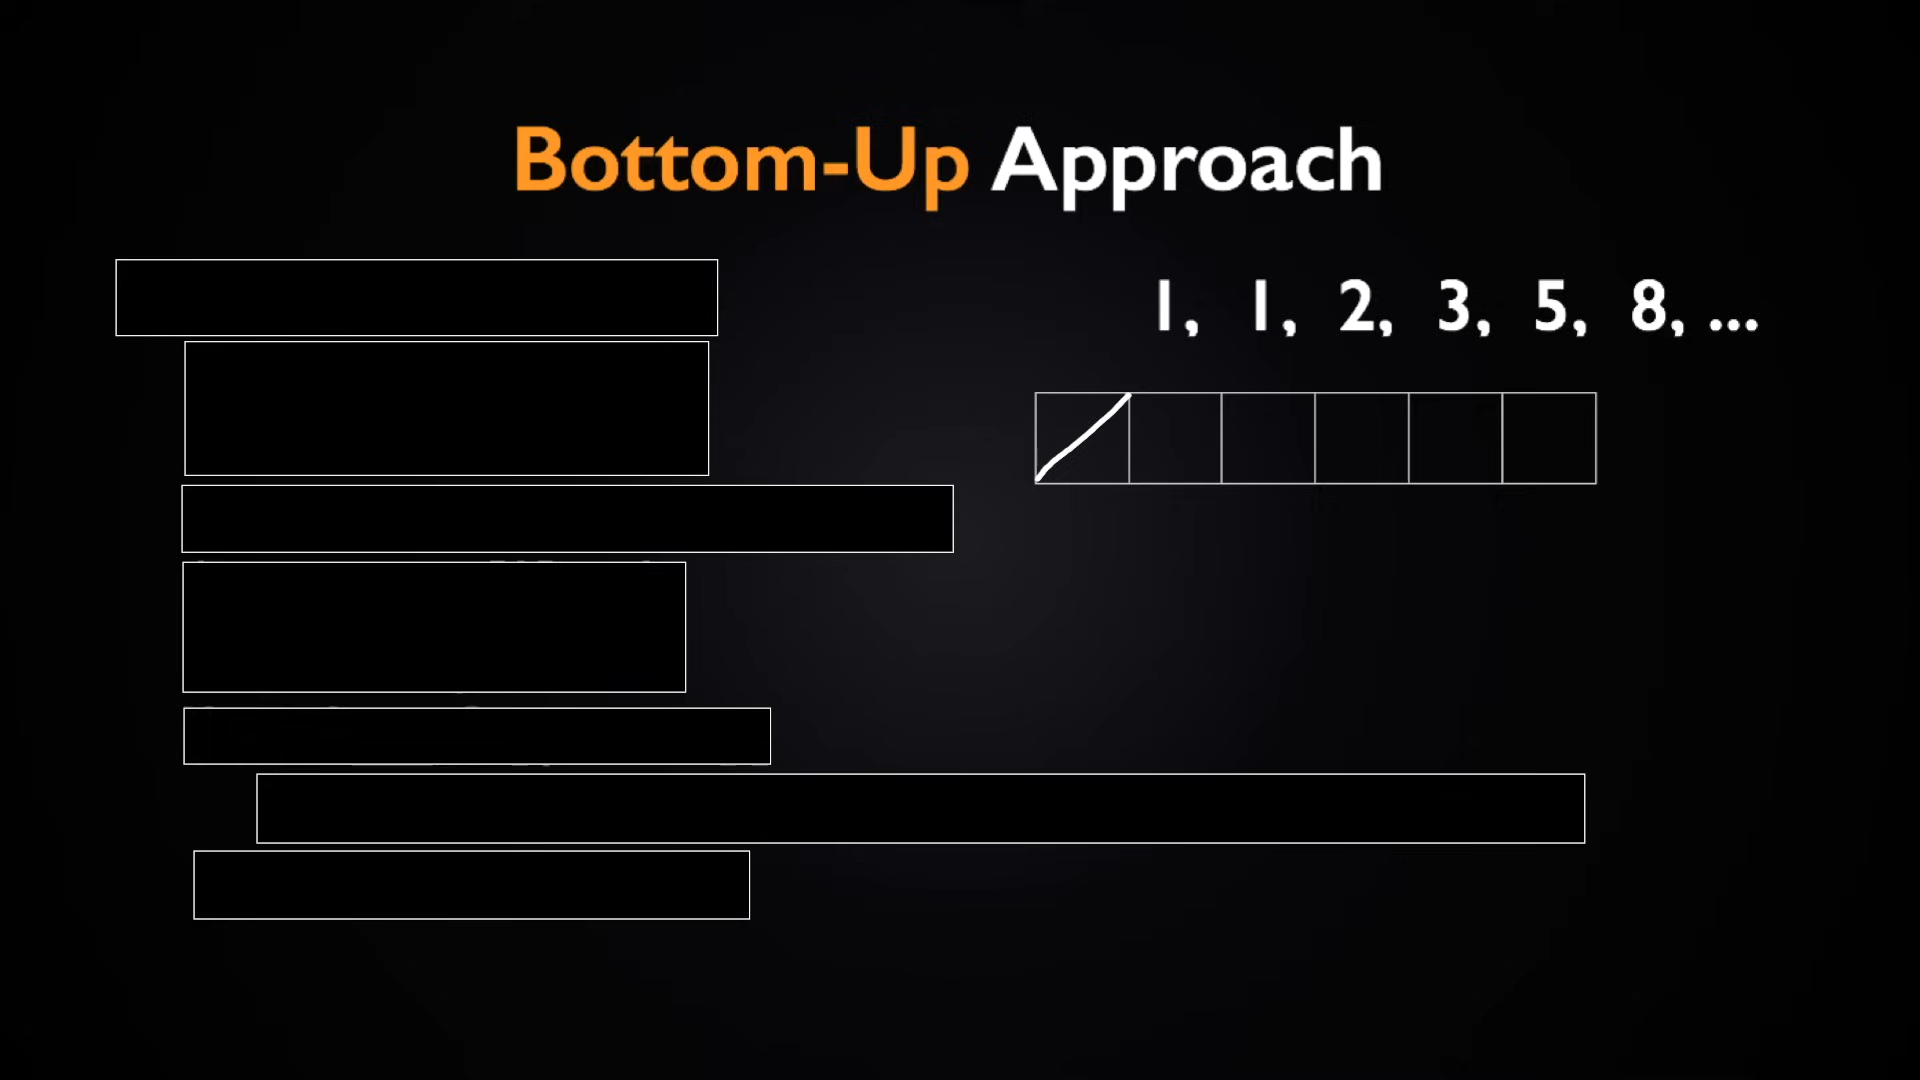 Bottom-Up Approach
1, 1, 2, 3, 5, 8, ...